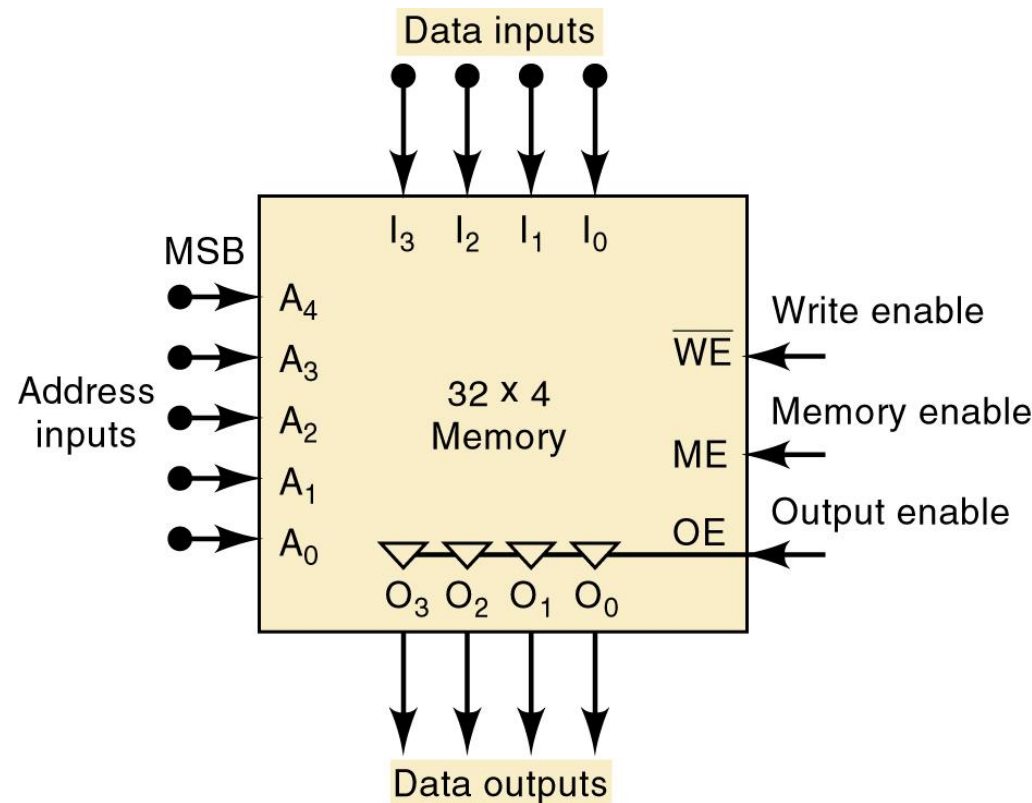 Data inputs
I₃ I₂ I₁ I₀
MSB
A₄
Write enable
W̅E̅
A₃
Address
inputs
32 x 4
Memory
Memory enable
A₂
ME
A₁
Output enable
OE
A₀
O₃ O₂ O₁ O₀
Data outputs